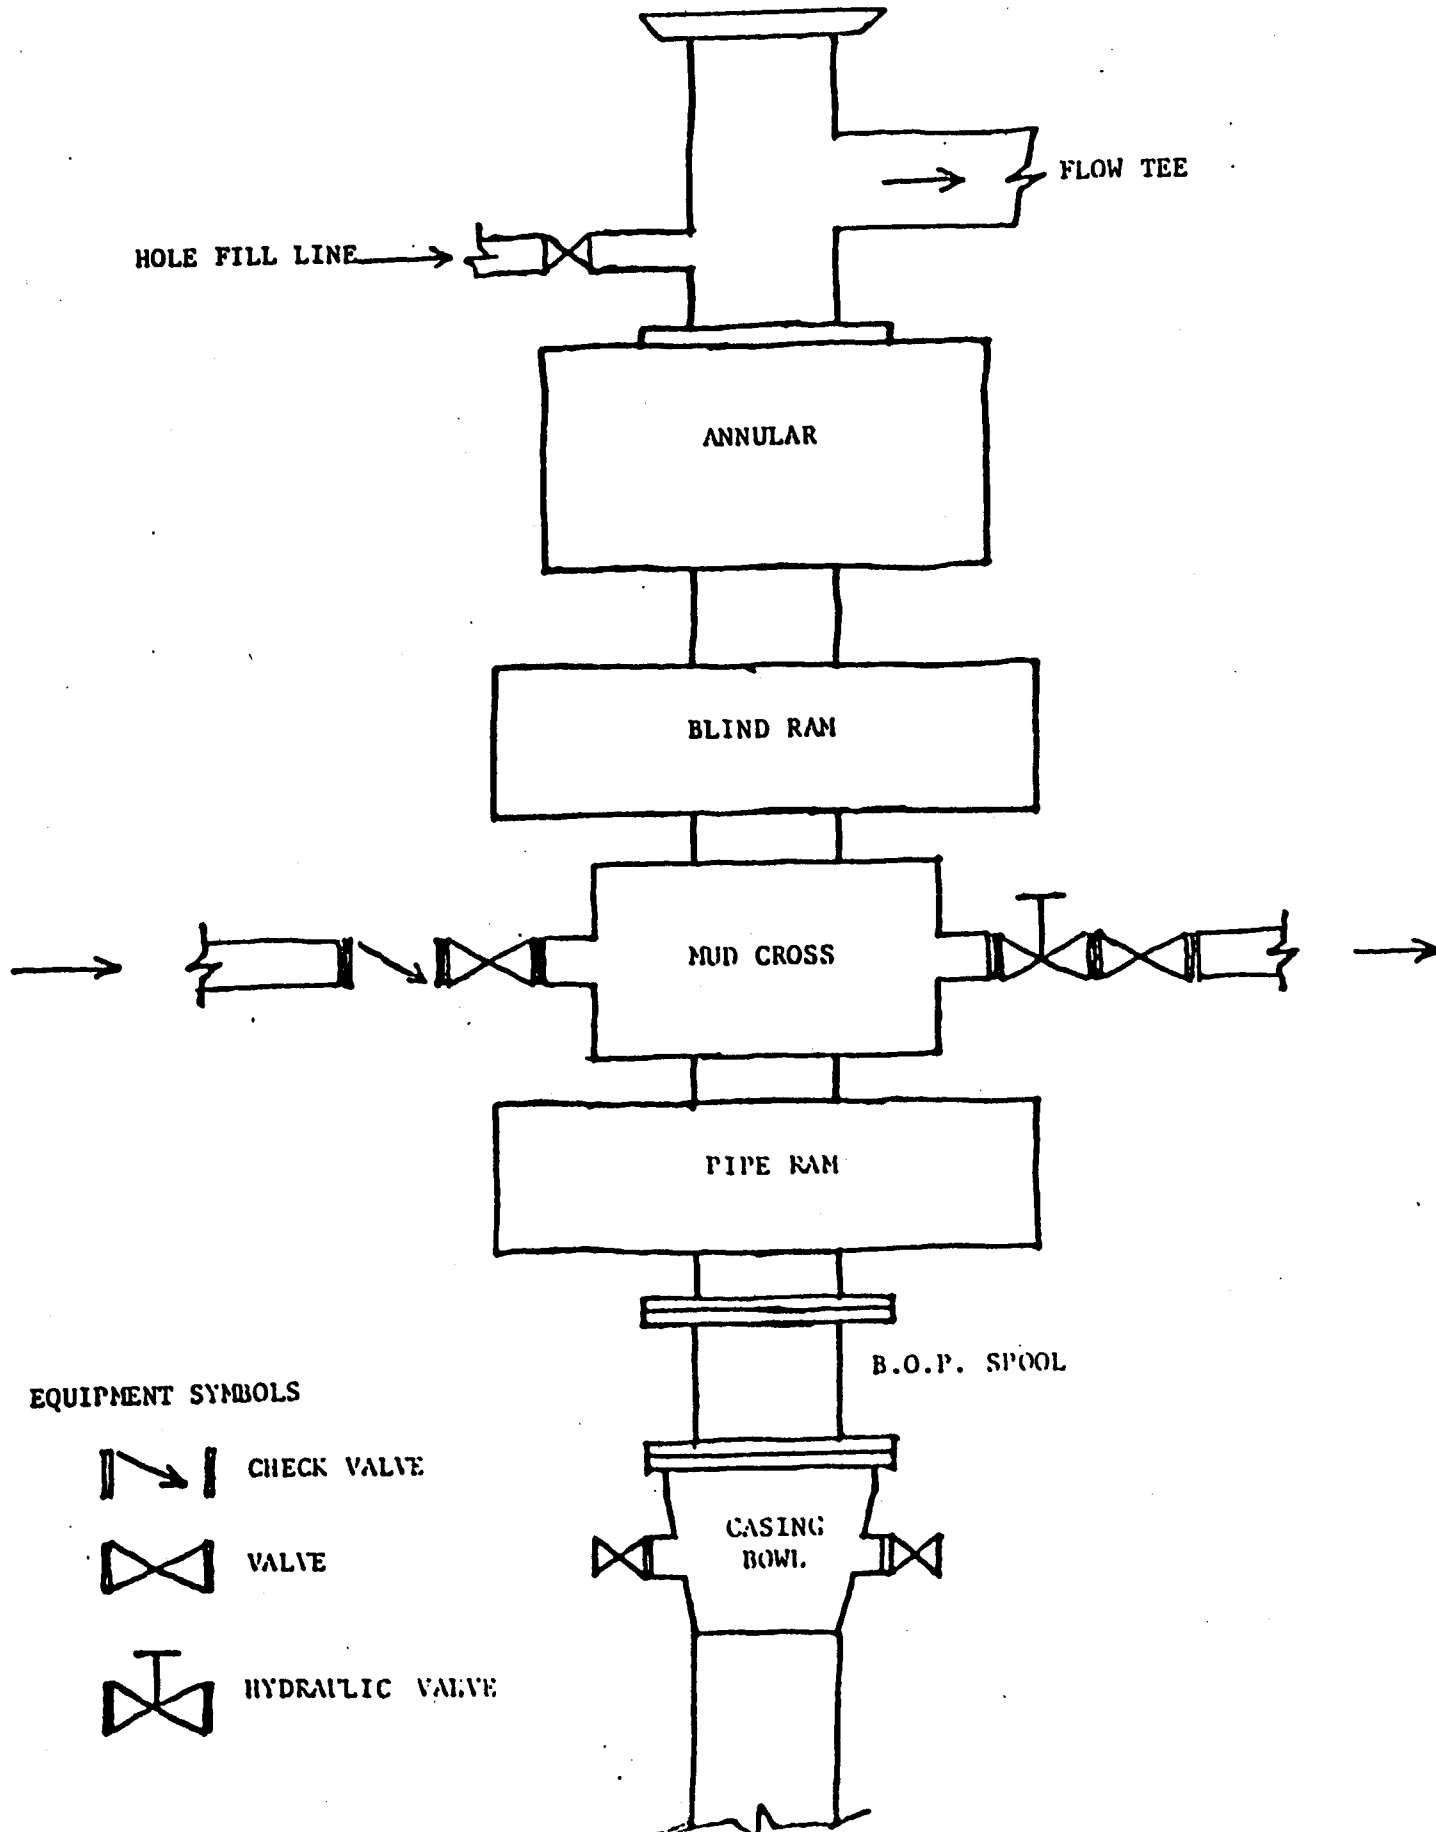 FLOW TEE
HOLE FILL LINE
ANNULAR
BLIND RAM
MUD CROSS
PIPE RAM
B.O.P. SPOOL
EQUIPMENT SYMBOLS
CHECK VALVE
CASING
BOWL
VALVE
HYDRAULIC VALVE